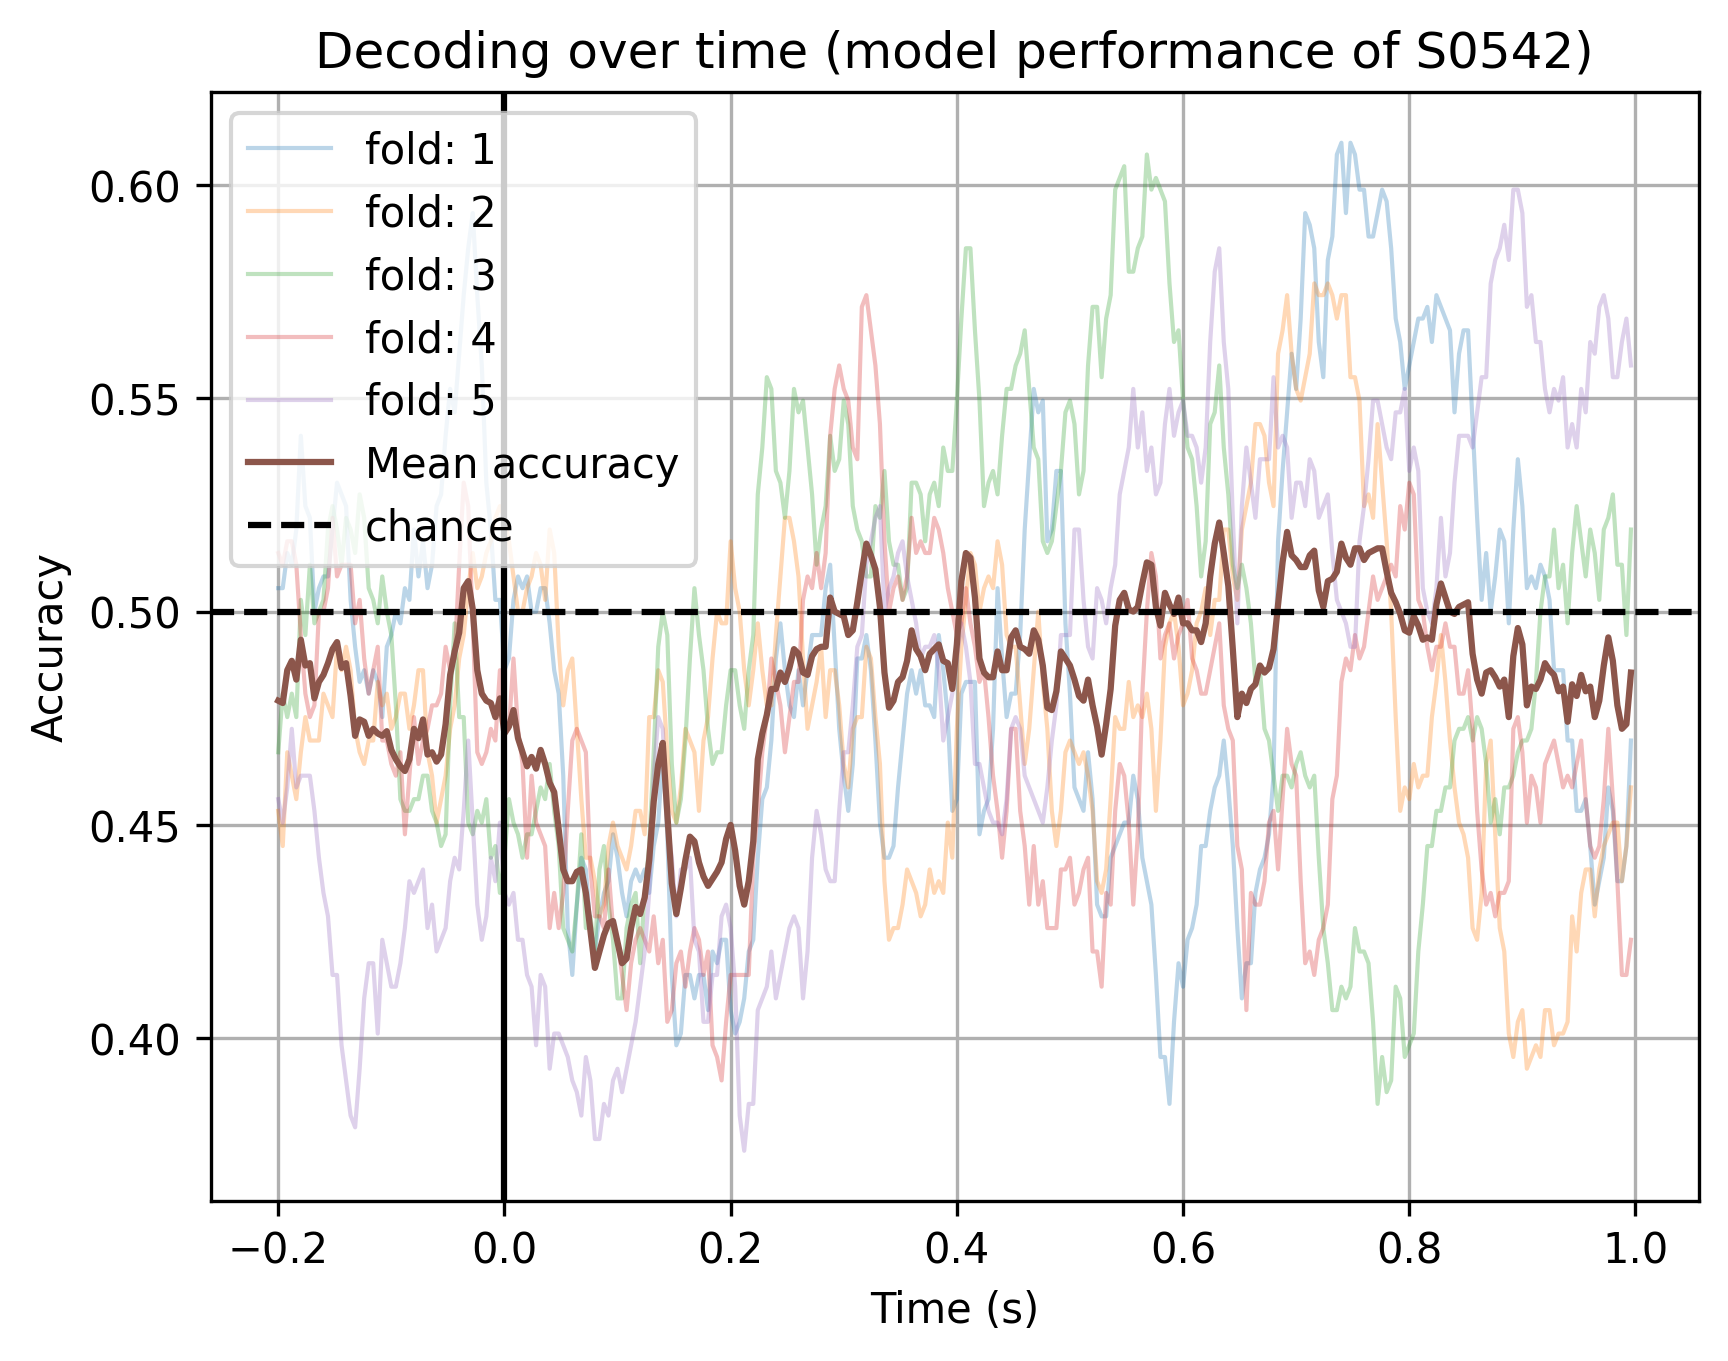 Decoding over time (model performance of S0542)
fold: 1
fold: 2
fold: 3
fold: 4
fold: 5
Mean accuracy
chance
Accuracy
0.60
0.55
0.50
0.45
0.40
−0.2
0.0
0.2
0.4
0.6
0.8
1.0
Time (s)